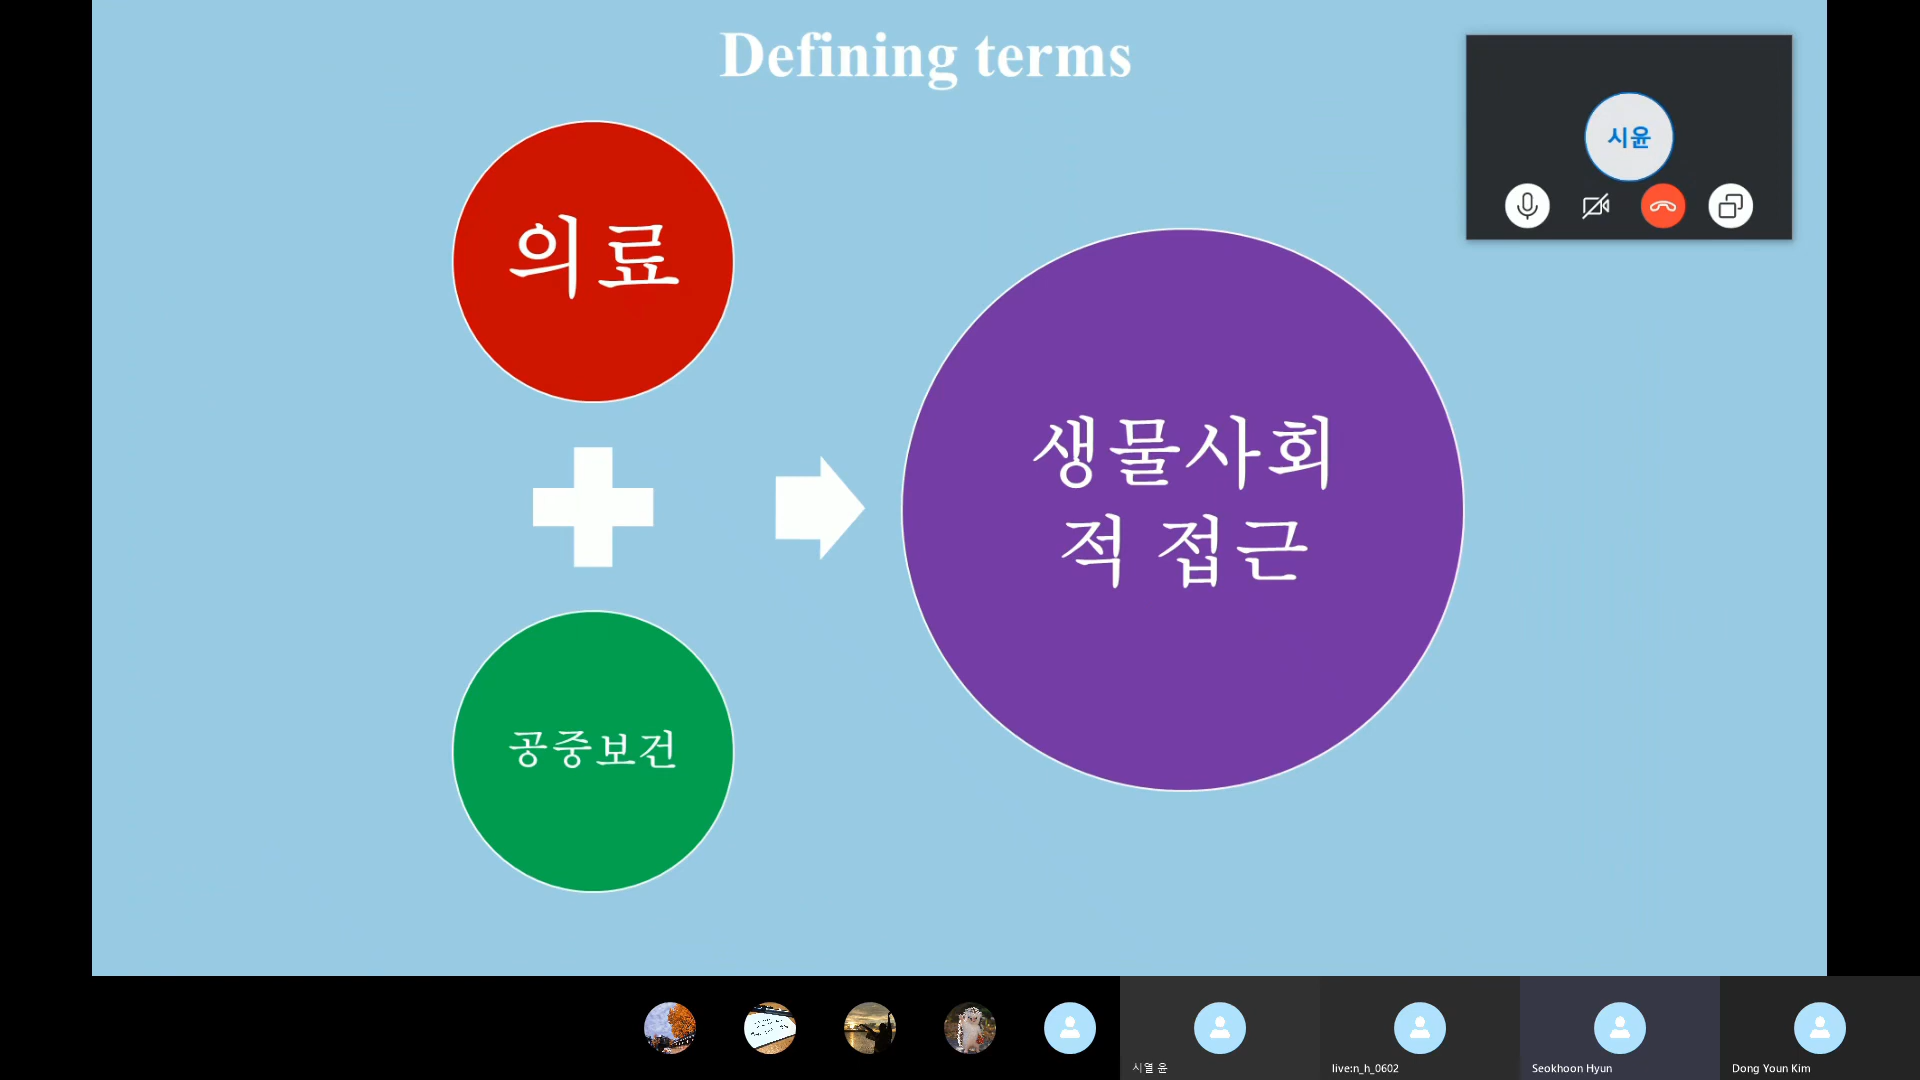 Defining terms
시윤
의료
생물사회
적 접근
공중보건
시열 윤
live:n_h_0602
Seokhoon Hyun
Dong Youn Kim